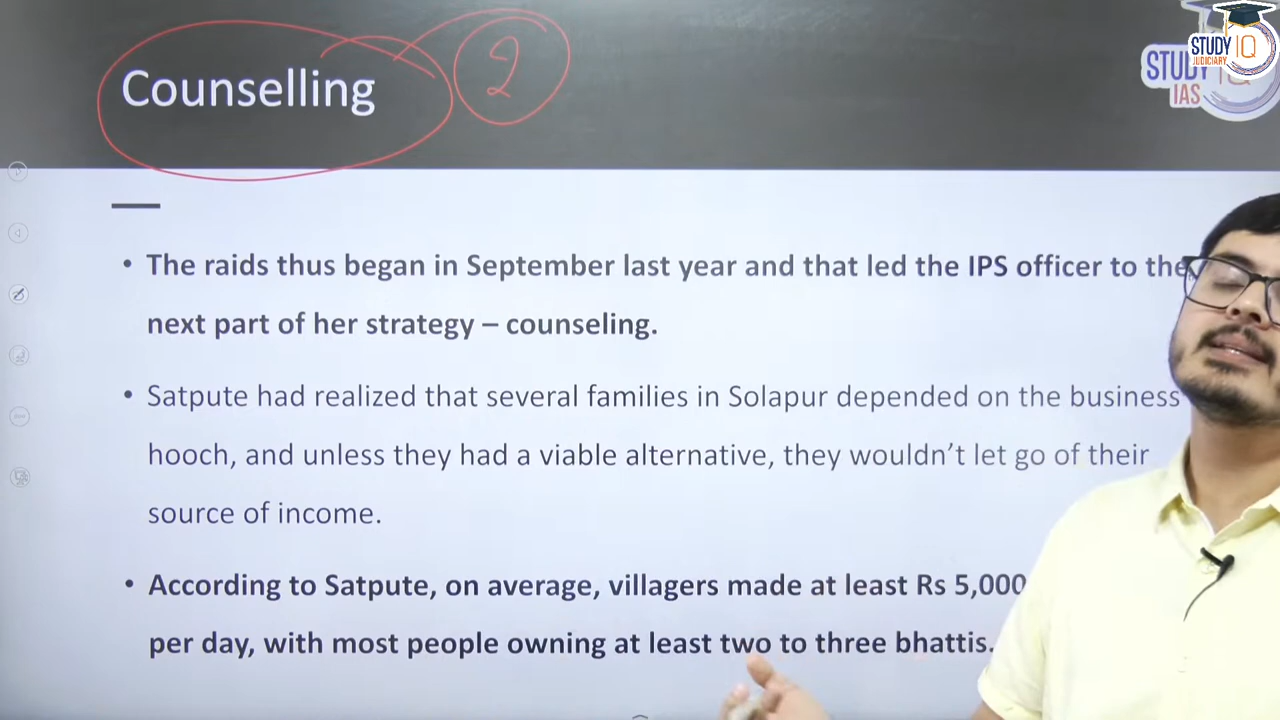 Counselling
2
STUDY IQ
JUDICIARY
STUDY IQ
IAS
• The raids thus began in September last year and that led the IPS officer to the
next part of her strategy – counseling.
• Satpute had realized that several families in Solapur depended on the business
hooch, and unless they had a viable alternative, they wouldn’t let go of their
source of income.
• According to Satpute, on average, villagers made at least Rs 5,000
per day, with most people owning at least two to three bhattis.